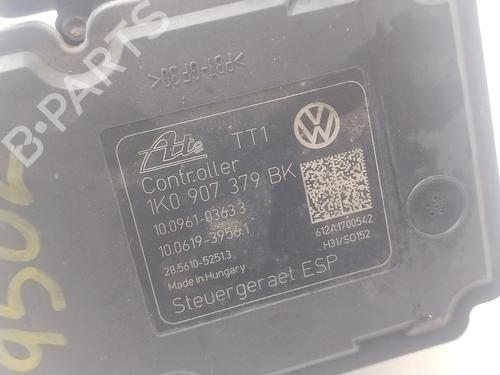 >PBT-GF30<
Ate TT1
Controller
1K0 907 379 BK
10.0961-0363.3
10.0619-3956.1
28.5610-5251.3
Made in Hungary
612A1700542
H31/SO152
Steuergeraet ESP
B-PARTS